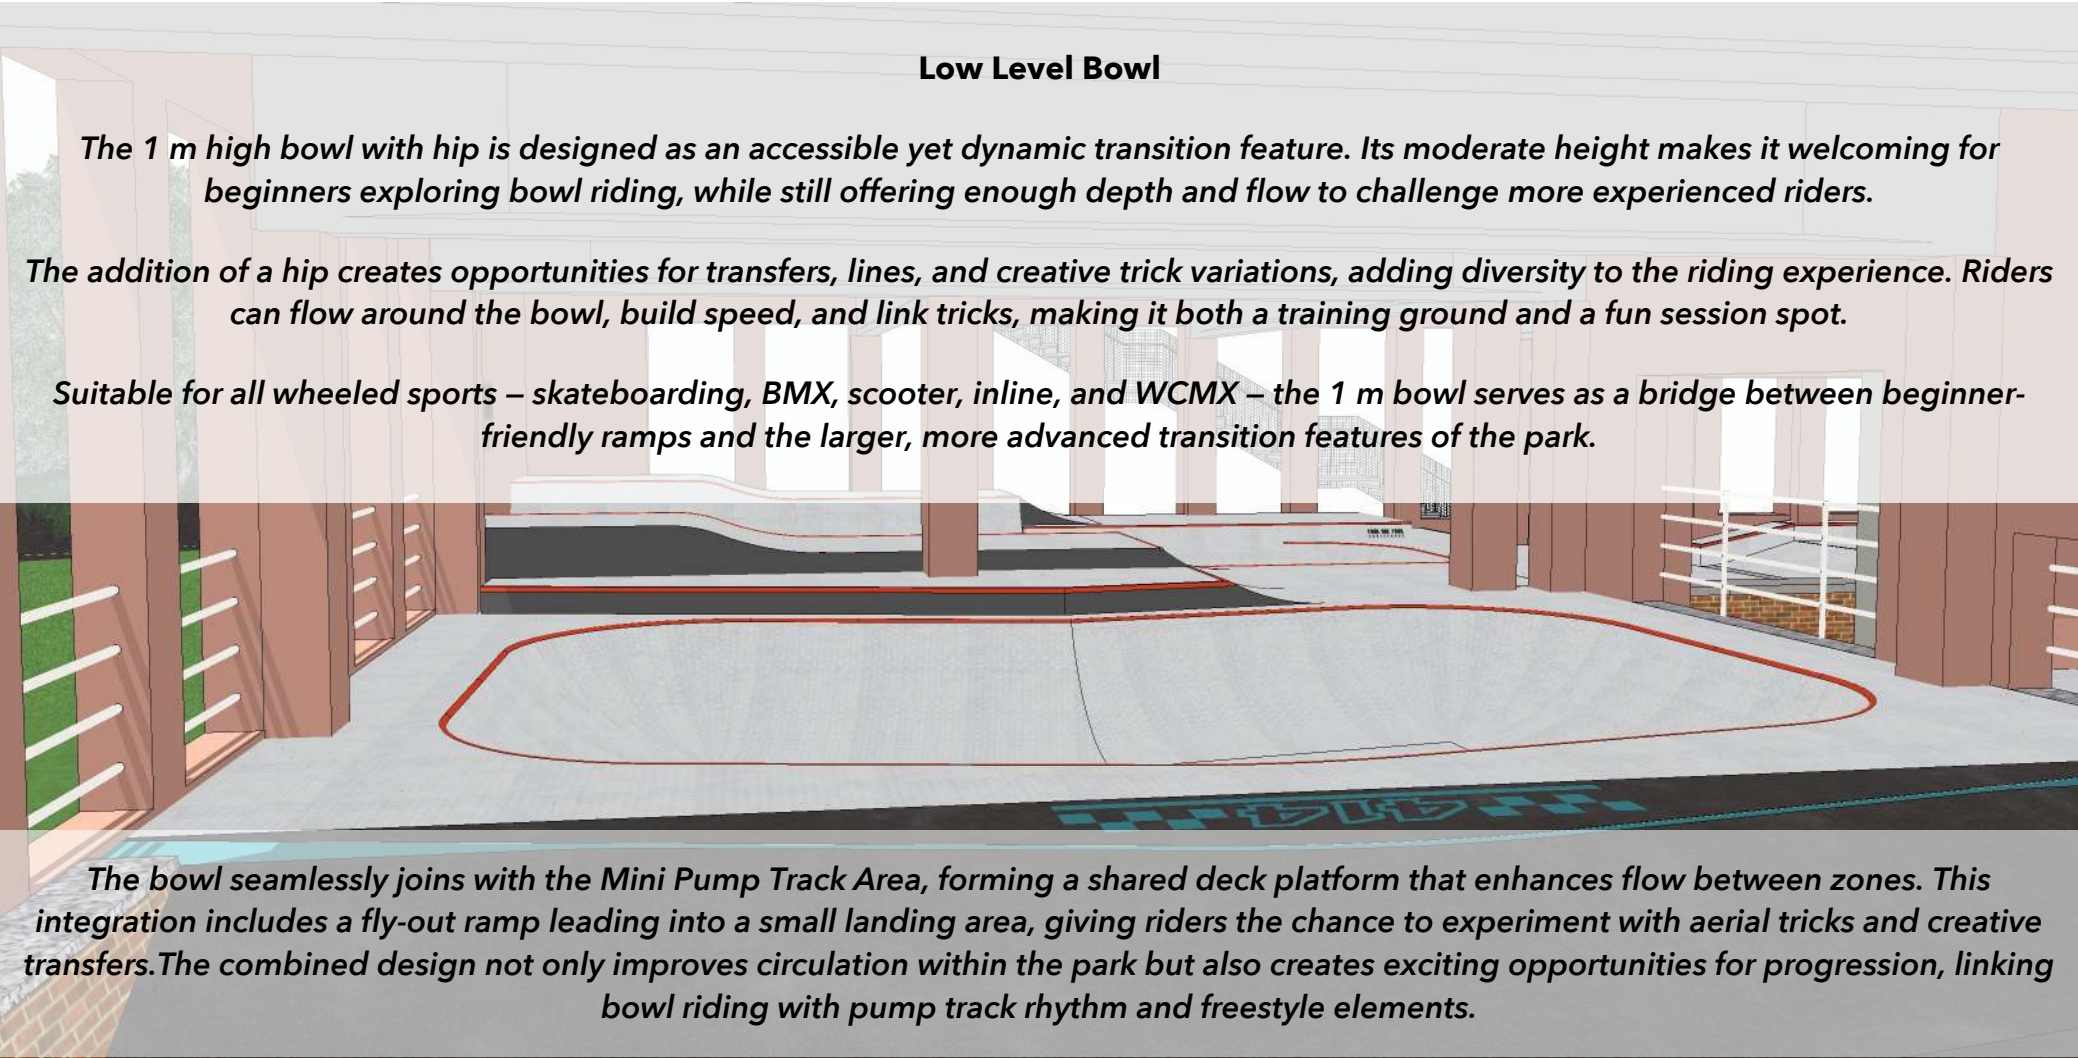 Low Level Bowl
The 1 m high bowl with hip is designed as an accessible yet dynamic transition feature. Its moderate height makes it welcoming for
beginners exploring bowl riding, while still offering enough depth and flow to challenge more experienced riders.
The addition of a hip creates opportunities for transfers, lines, and creative trick variations, adding diversity to the riding experience. Riders
can flow around the bowl, build speed, and link tricks, making it both a training ground and a fun session spot.
Suitable for all wheeled sports – skateboarding, BMX, scooter, inline, and WCMX – the 1 m bowl serves as a bridge between beginner-
friendly ramps and the larger, more advanced transition features of the park.
The bowl seamlessly joins with the Mini Pump Track Area, forming a shared deck platform that enhances flow between zones. This
integration includes a fly-out ramp leading into a small landing area, giving riders the chance to experiment with aerial tricks and creative
transfers.The combined design not only improves circulation within the park but also creates exciting opportunities for progression, linking
bowl riding with pump track rhythm and freestyle elements.